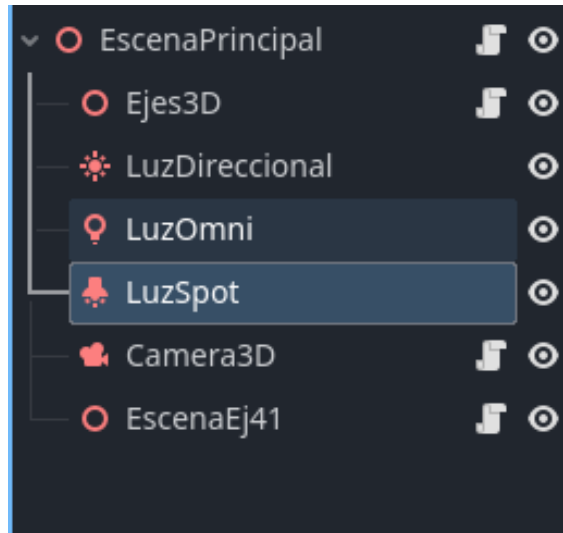 EscenaPrincipal
Ejes3D
LuzDireccional
LuzOmni
LuzSpot
Camera3D
EscenaEj41